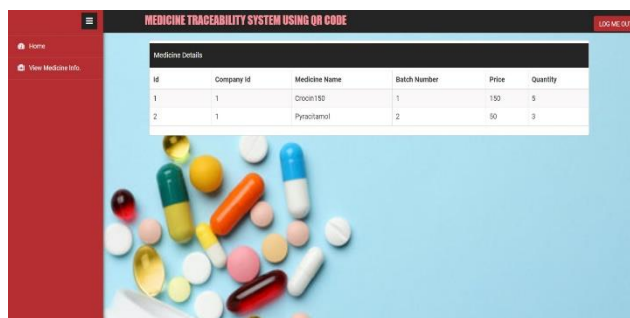 MEDICINE TRACEABILITY SYSTEM USING QR CODE
LOG ME OUT
Home
View Medicine Info.
Medicine Details
Id Company Id Medicine Name Batch Number Price Quantity
1 1 Crocin150 1 150 5
2 1 Pyracitamol 2 50 3